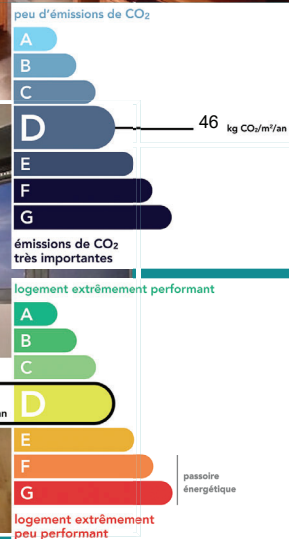 peu d'émissions de CO₂
A
B
C
D
46 kg CO₂/m²/an
E
F
G
émissions de CO₂
très importantes
logement extrêmement performant
A
B
C
an D
E
F
passoire
énergétique
G
logement extrêmement
peu performant